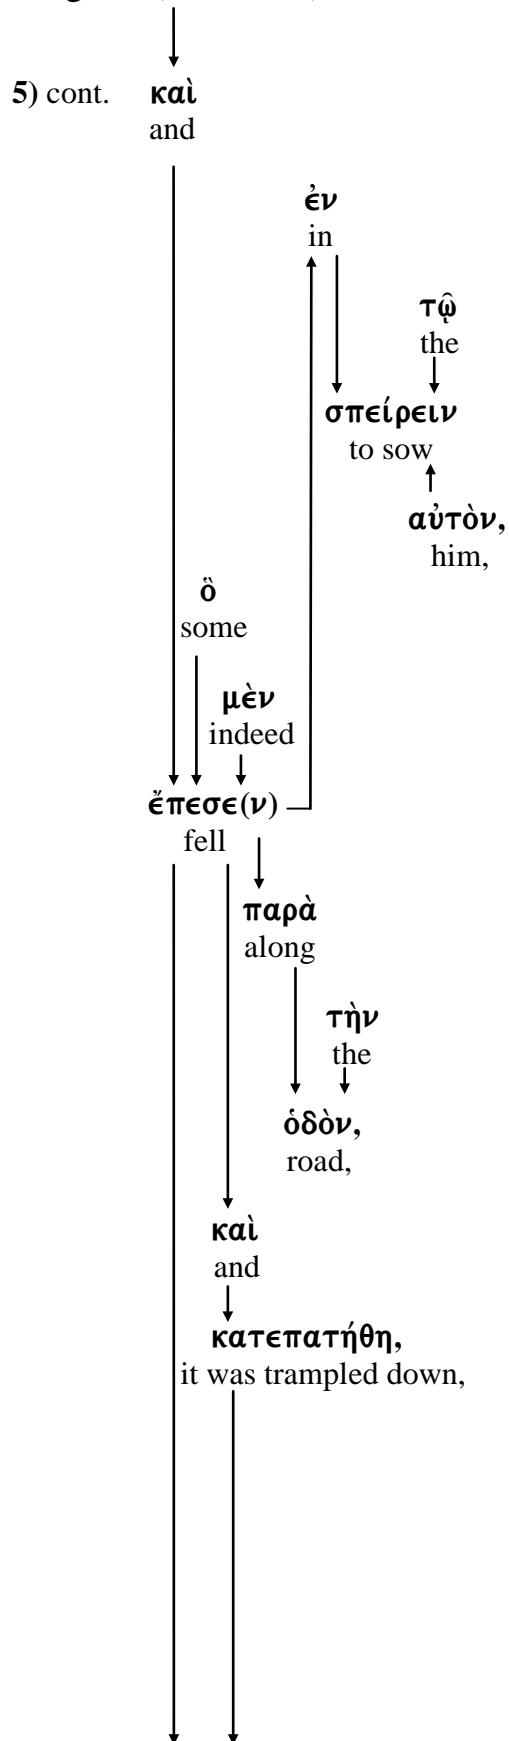 5) cont. καὶ
and
ἐν
in
τῷ
the
σπείρειν
to sow
αὐτὸν,
him,
ὃ
some
μὲν
indeed
ἔπεσε(ν)
fell
παρὰ
along
τὴν
the
ὁδὸν,
road,
καὶ
and
κατεπατήθη,
it was trampled down,